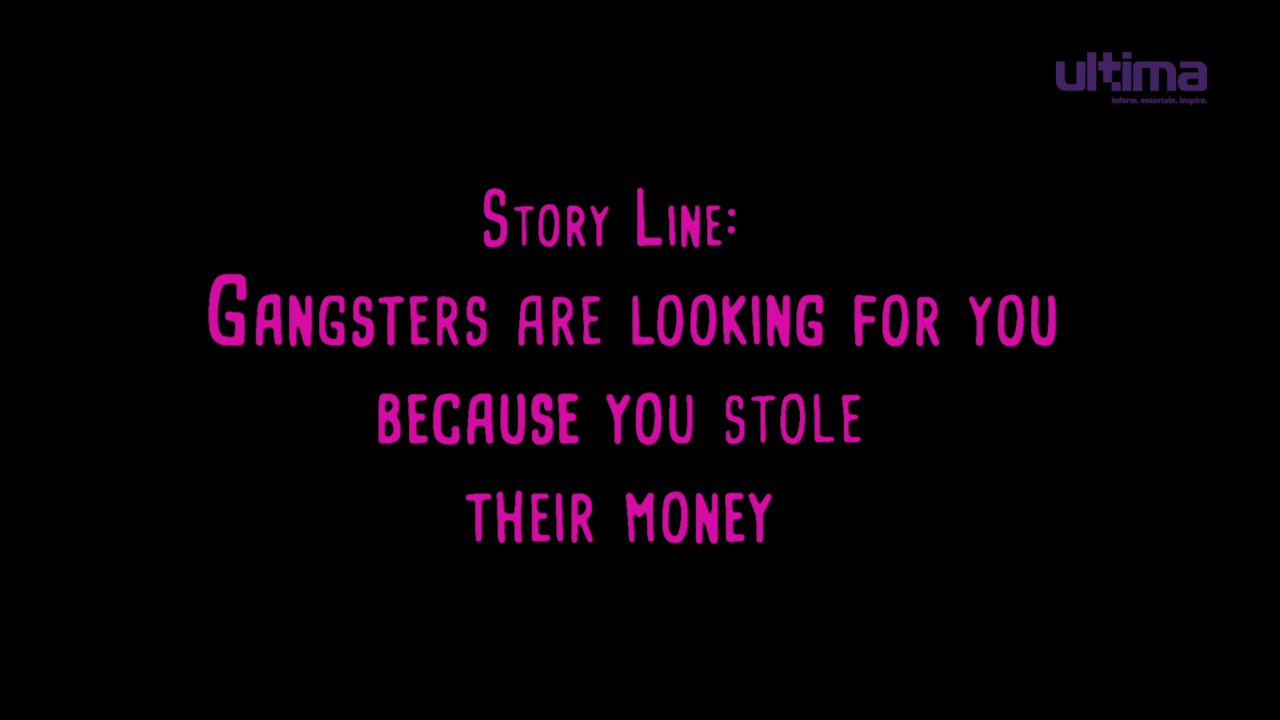 ultima
inform. entertain. inspire.
Story Line:
Gangsters are looking for you
because you stole
their money